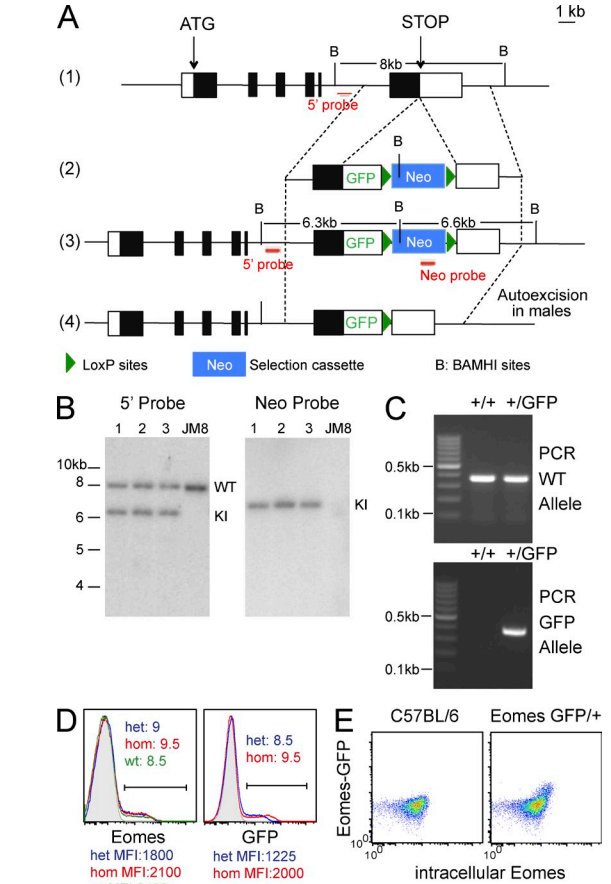 A
ATG
STOP
1 kb
B
8kb
B
(1)
5' probe
B
(2)
GFP
Neo
B
6.3kb
B
6.6kb
B
(3)
GFP
Neo
5' probe
Neo probe
Autoexcision
in males
(4)
GFP
LoxP sites
Neo
Selection cassette
B: BAMHI sites
B
5' Probe
Neo Probe
1 2 3 JM8
1 2 3 JM8
10kb
8
6
5
4
WT
KI
KI
C
+/+ +/GFP
0.5kb
0.1kb
PCR
WT
Allele
+/+ +/GFP
0.5kb
0.1kb
PCR
GFP
Allele
D
het: 9
hom: 9.5
wt: 8.5
Eomes
het MFI:1800
hom MFI:2100
het: 8.5
hom: 9.5
GFP
het MFI:1225
hom MFI:2000
E
C57BL/6
Eomes GFP/+
Eomes-GFP
10⁰
10⁰
10⁰
intracellular Eomes